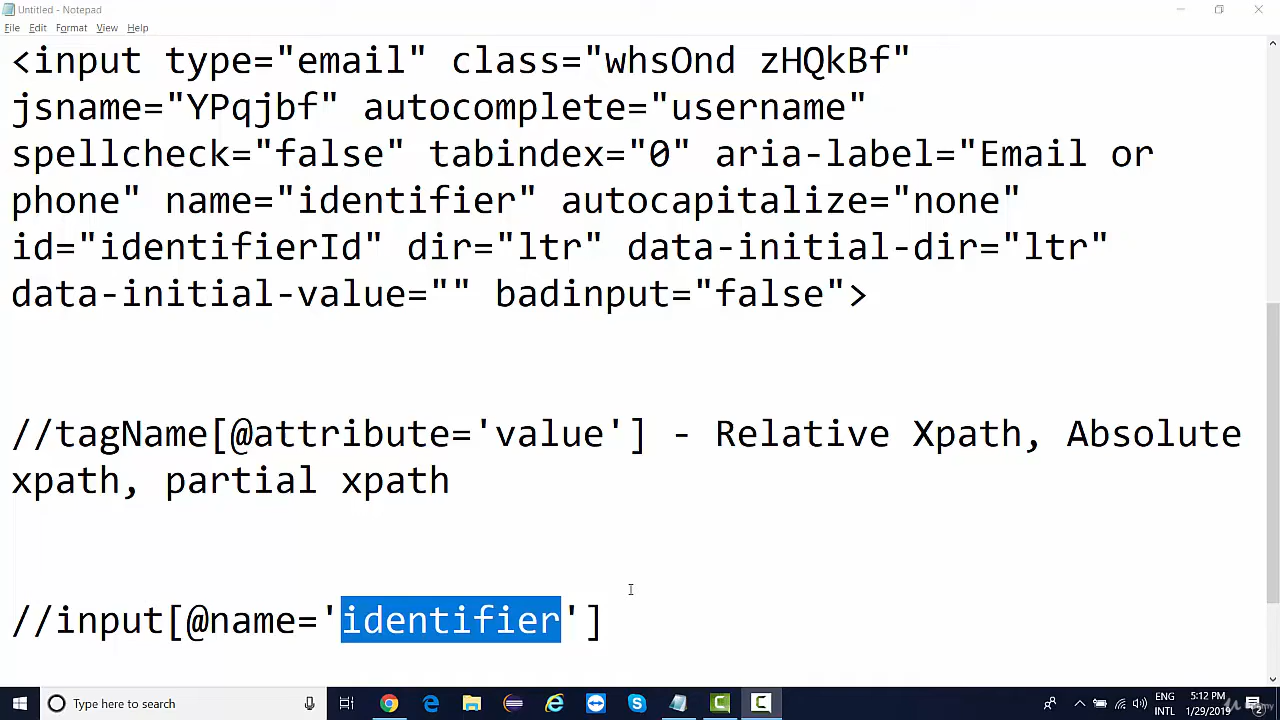 Untitled - Notepad
File Edit Format View Help
<input type="email" class="whsOnd zHQkBf"
jsname="YPqjbf" autocomplete="username"
spellcheck="false" tabindex="0" aria-label="Email or
phone" name="identifier" autocapitalize="none"
id="identifierId" dir="ltr" data-initial-dir="ltr"
data-initial-value="" badinput="false">
//tagName[@attribute='value'] - Relative Xpath, Absolute
xpath, partial xpath
//input[@name='identifier']
Type here to search
ENG
INTL
5:12 PM
1/29/2019